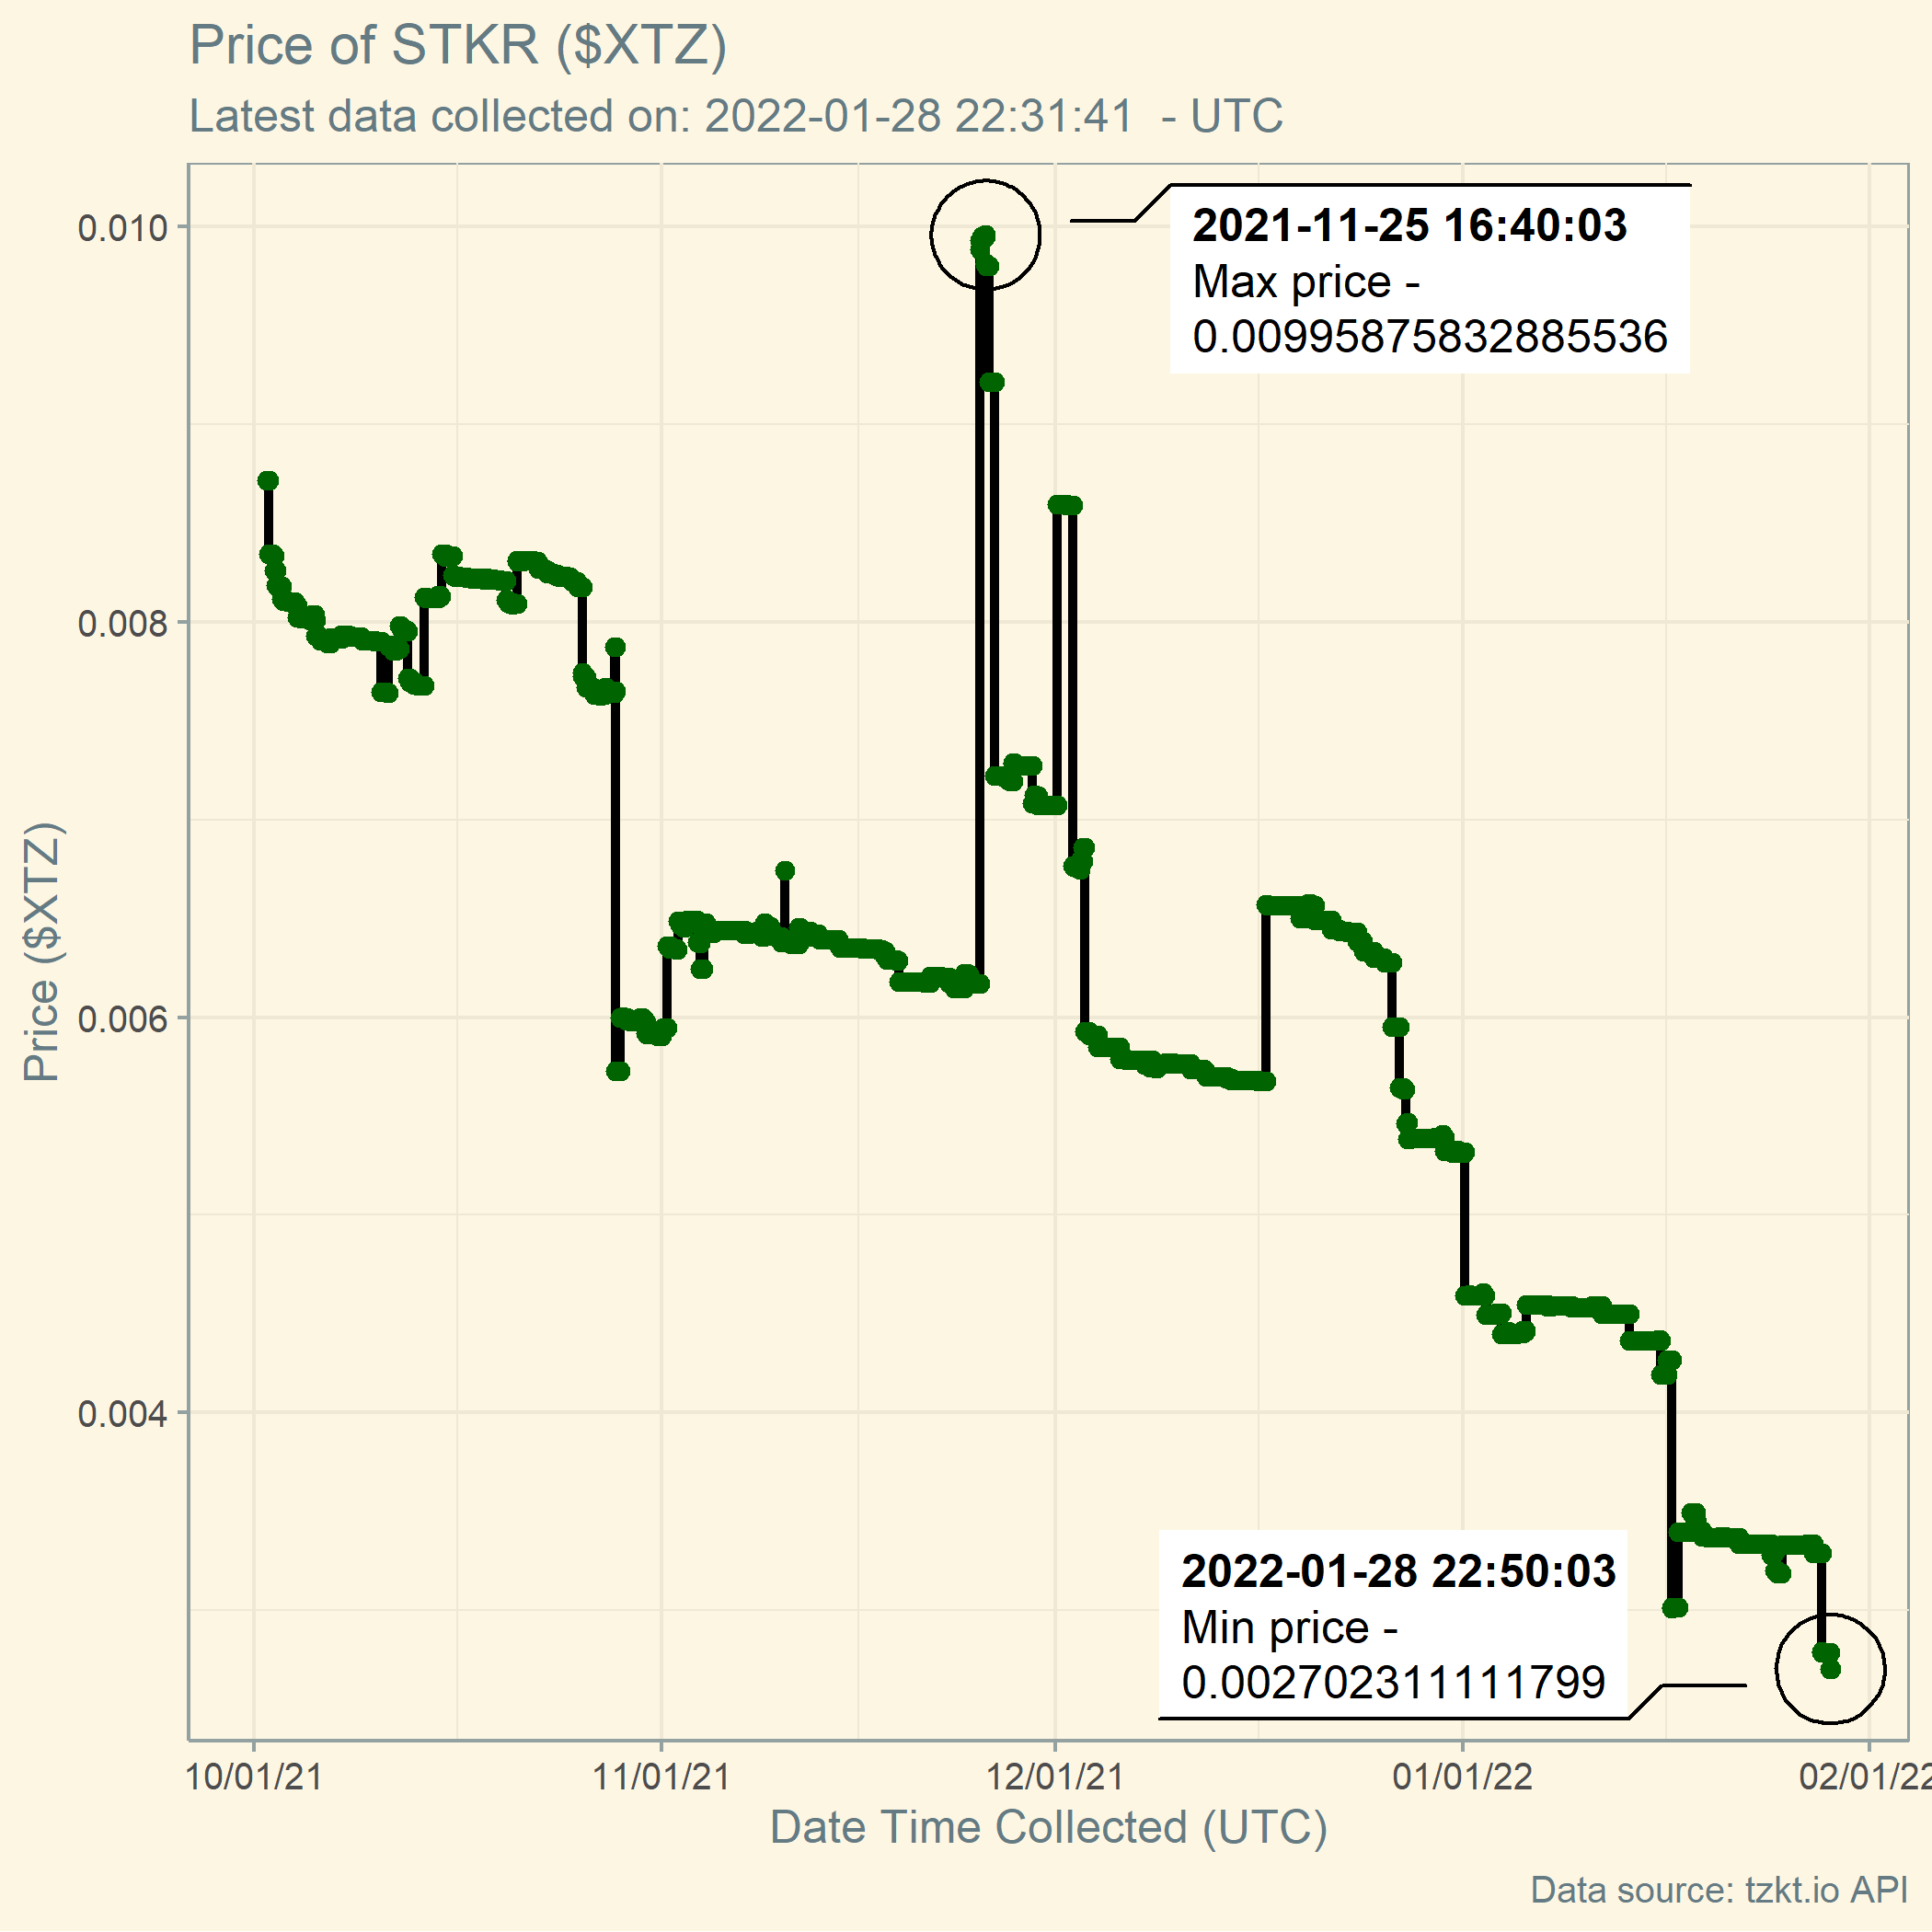 Price of STKR ($XTZ)
Latest data collected on: 2022-01-28 22:31:41  - UTC
0.010
0.008
0.006
0.004
Price ($XTZ)
2021-11-25 16:40:03
Max price -
0.00995875832885536
2022-01-28 22:50:03
Min price -
0.002702311111799
10/01/21
11/01/21
12/01/21
01/01/22
02/01/22
Date Time Collected (UTC)
Data source: tzkt.io API